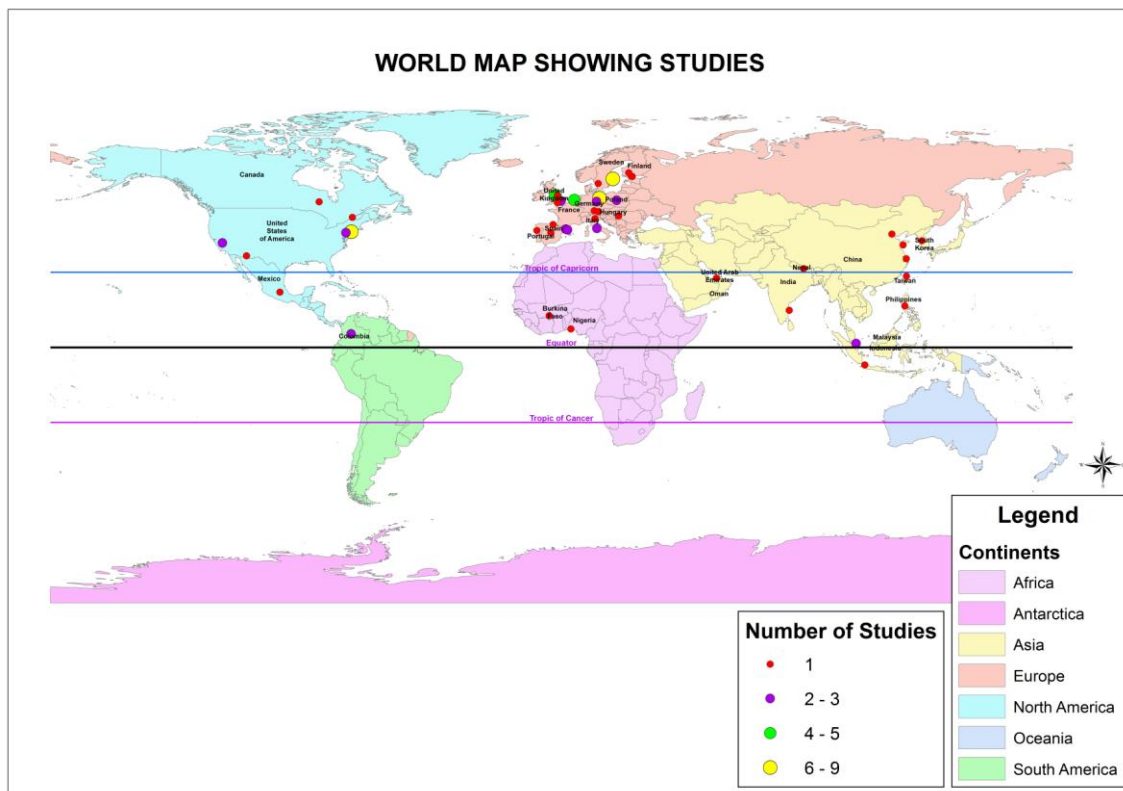 WORLD MAP SHOWING STUDIES
Canada
United
States
of America
Mexico
Colombia
Sweden
Finland
United
Kingdom
Germany
Poland
France
Hungary
Italy
Spain
Portugal
Tropic of Capricorn
Burkina
Faso
Nigeria
Equator
Tropic of Cancer
United Arab
Emirates
Oman
Nepal
India
China
South
Korea
Taiwan
Philippines
Malaysia
Indonesia
N
Legend
Continents
Africa
Antarctica
Asia
Europe
North America
Oceania
South America
Number of Studies
1
2 - 3
4 - 5
6 - 9